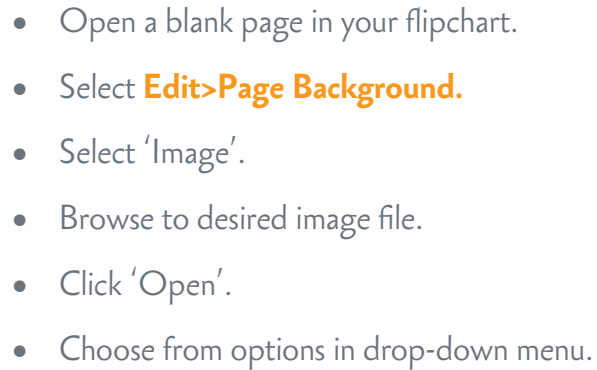 • Open a blank page in your flipchart.
• Select Edit>Page Background.
• Select ‘Image’.
• Browse to desired image file.
• Click ‘Open’.
• Choose from options in drop-down menu.